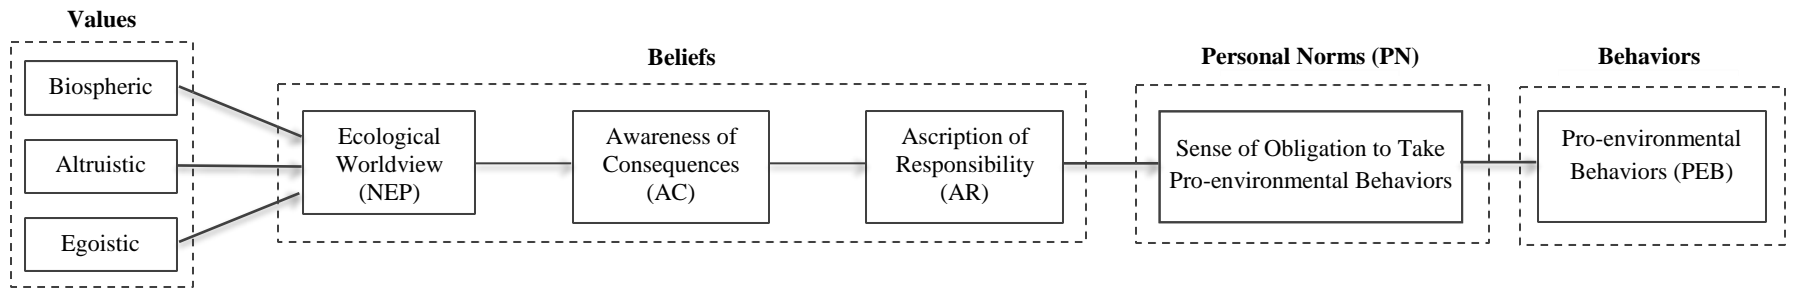 Values
Biospheric
Altruistic
Egoistic
Beliefs
Ecological
Worldview
(NEP)
Awareness of
Consequences
(AC)
Ascription of
Responsibility
(AR)
Personal Norms (PN)
Sense of Obligation to Take
Pro-environmental Behaviors
Behaviors
Pro-environmental
Behaviors (PEB)